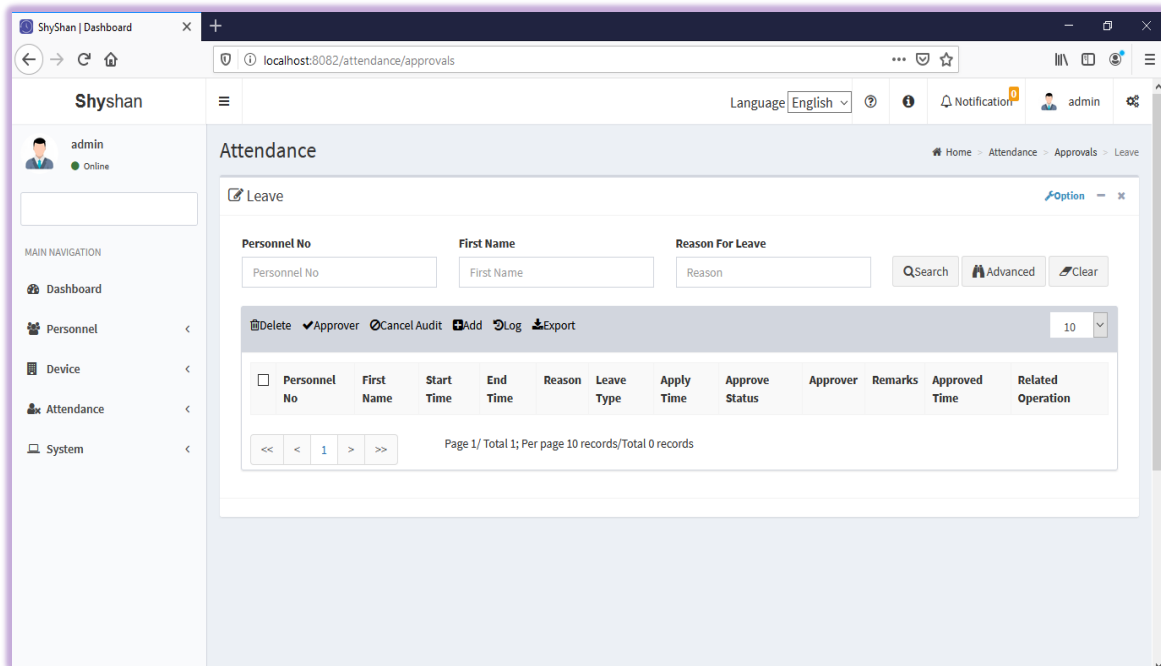 ShyShan | Dashboard
localhost:8082/attendance/approvals
Shyshan
Language English
Notification 0
admin
admin
Online
Attendance
Home > Attendance > Approvals > Leave
Leave
Option
MAIN NAVIGATION
Dashboard
Personnel
Device
Attendance
System
Personnel No First Name Reason For Leave
Personnel No First Name Reason Search Advanced Clear
Delete Approver Cancel Audit Add Log Export 10
Personnel First Start End Reason Leave Apply Approve Approver Remarks Approved Related
No Name Time Time Type Time Status Time Operation
<< < 1 > >> Page 1/ Total 1; Per page 10 records/Total 0 records